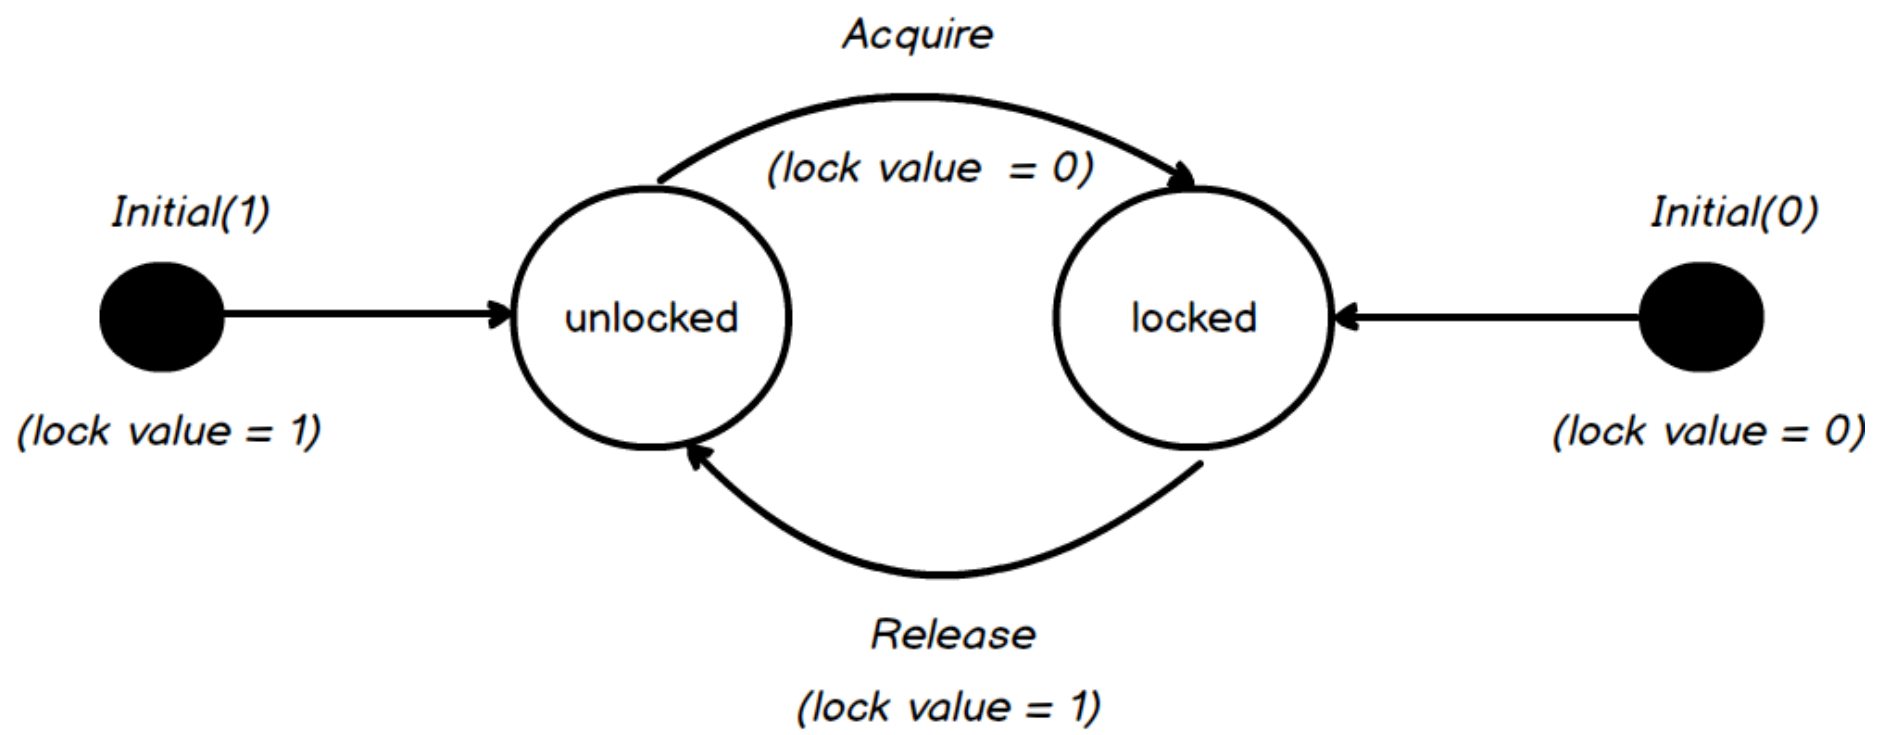 Acquire
(lock value = 0)
Initial(1)
Initial(0)
unlocked
locked
(lock value = 1)
(lock value = 0)
Release
(lock value = 1)